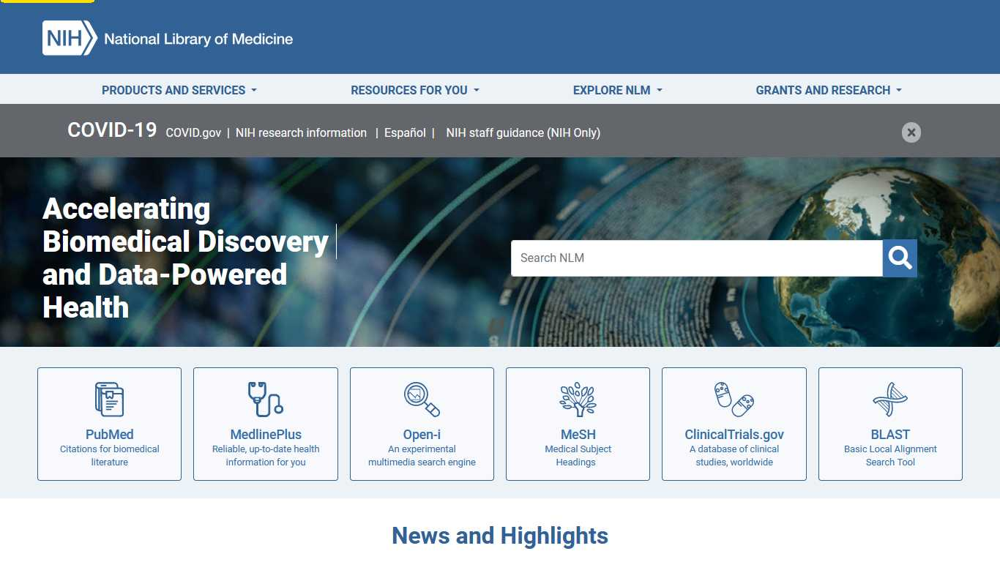 NIH National Library of Medicine
PRODUCTS AND SERVICES
RESOURCES FOR YOU
EXPLORE NLM
GRANTS AND RESEARCH
COVID-19 COVID.gov | NIH research information | Español | NIH staff guidance (NIH Only)
Accelerating
Biomedical Discovery
and Data-Powered
Health
Search NLM
PubMed
Citations for biomedical
literature
MedlinePlus
Reliable, up-to-date health
information for you
Open-i
An experimental
multimedia search engine
MeSH
Medical Subject
Headings
ClinicalTrials.gov
A database of clinical
studies, worldwide
BLAST
Basic Local Alignment
Search Tool
News and Highlights